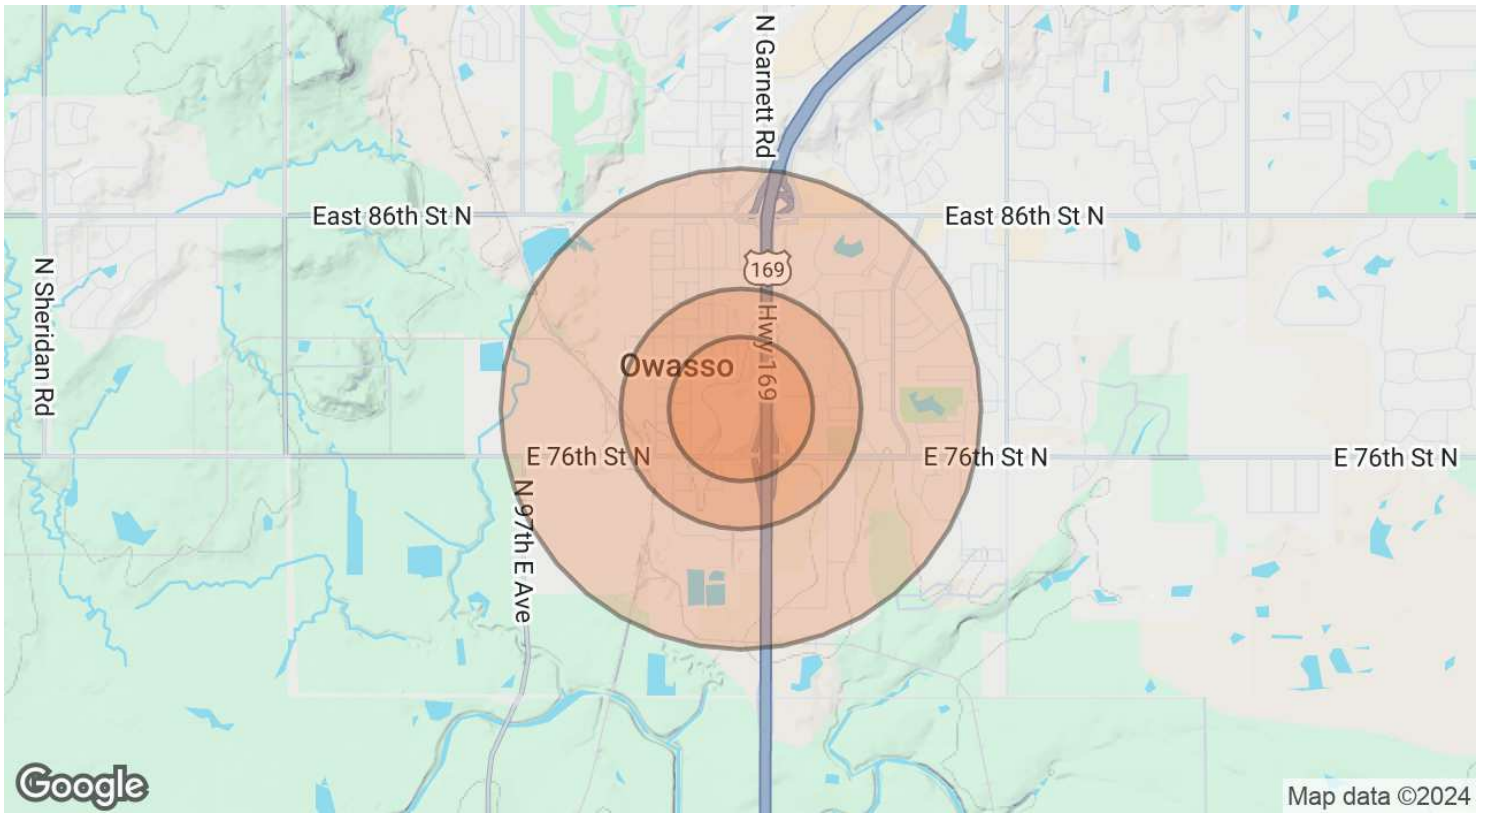 N Garnett Rd
East 86th St N
East 86th St N
N Sheridan Rd
169
Hwy 169
Owasso
E 76th St N
E 76th St N
E 76th St N
N 97th E Ave
Google
Map data ©2024